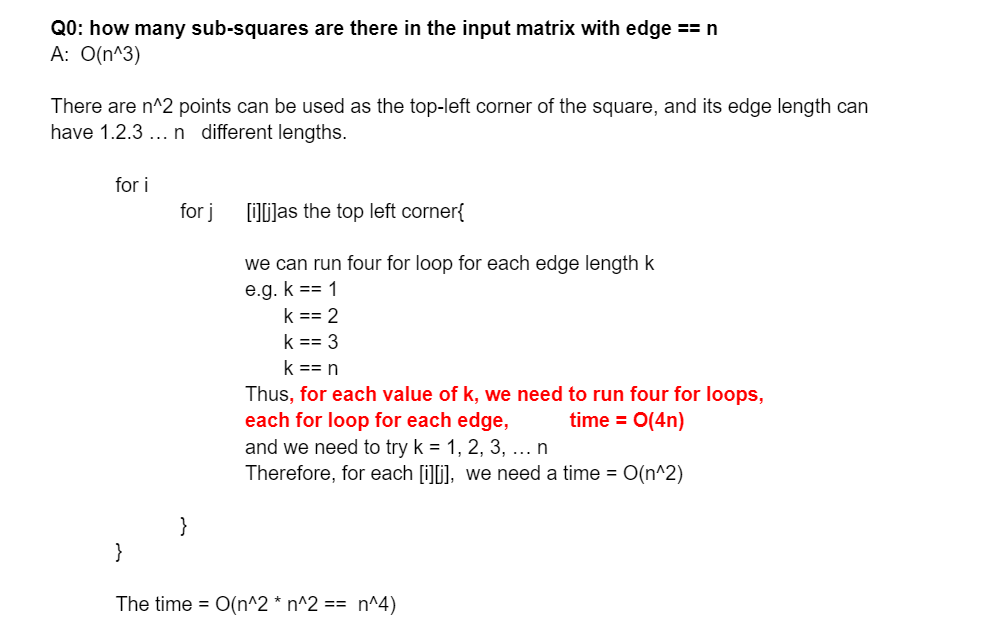 Q0: how many sub-squares are there in the input matrix with edge == n
A: O(n^3)
There are n^2 points can be used as the top-left corner of the square, and its edge length can
have 1.2.3 … n different lengths.
for i
for j [i][j]as the top left corner{
we can run four for loop for each edge length k
e.g. k == 1
k == 2
k == 3
k == n
Thus, for each value of k, we need to run four for loops,
each for loop for each edge, time = O(4n)
and we need to try k = 1, 2, 3, … n
Therefore, for each [i][j], we need a time = O(n^2)
}
}
The time = O(n^2 * n^2 == n^4)